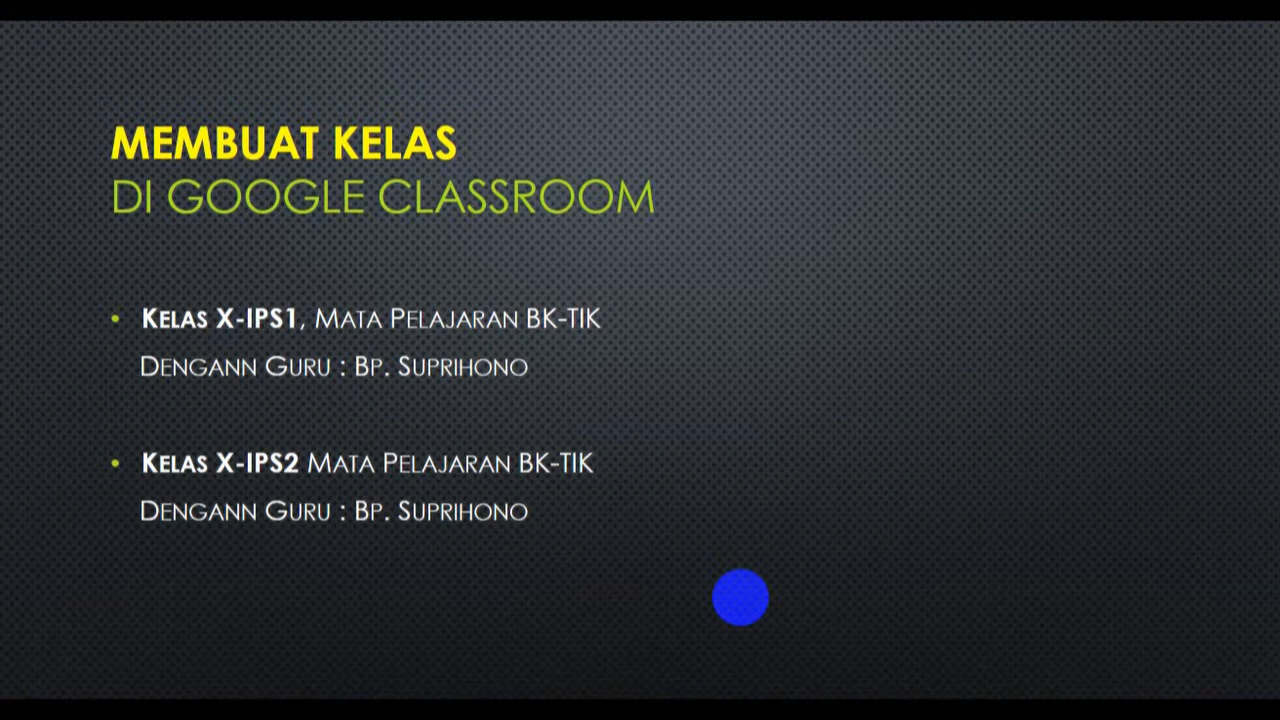 MEMBUAT KELAS
DI GOOGLE CLASSROOM
• KELAS X-IPS1, MATA PELAJARAN BK-TIK
DENGANN GURU : BP. SUPRIHONO
• KELAS X-IPS2 MATA PELAJARAN BK-TIK
DENGANN GURU : BP. SUPRIHONO